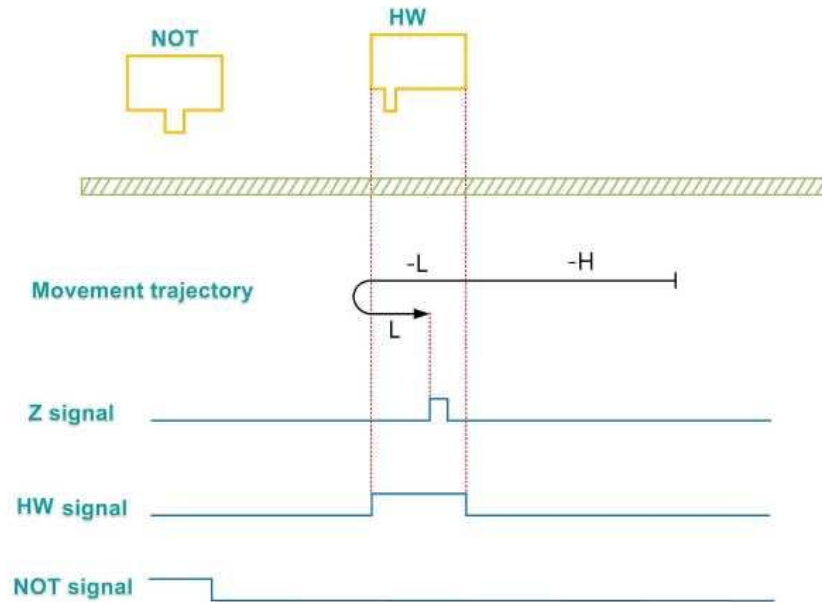 HW
NOT
-L
-H
Movement trajectory
L
Z signal
HW signal
NOT signal